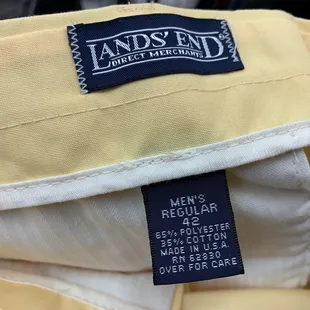 LANDS' END
DIRECT MERCHANTS
MEN'S
REGULAR
42
65% POLYESTER
35% COTTON
MADE IN U.S.A.
RN 62830
OVER FOR CARE